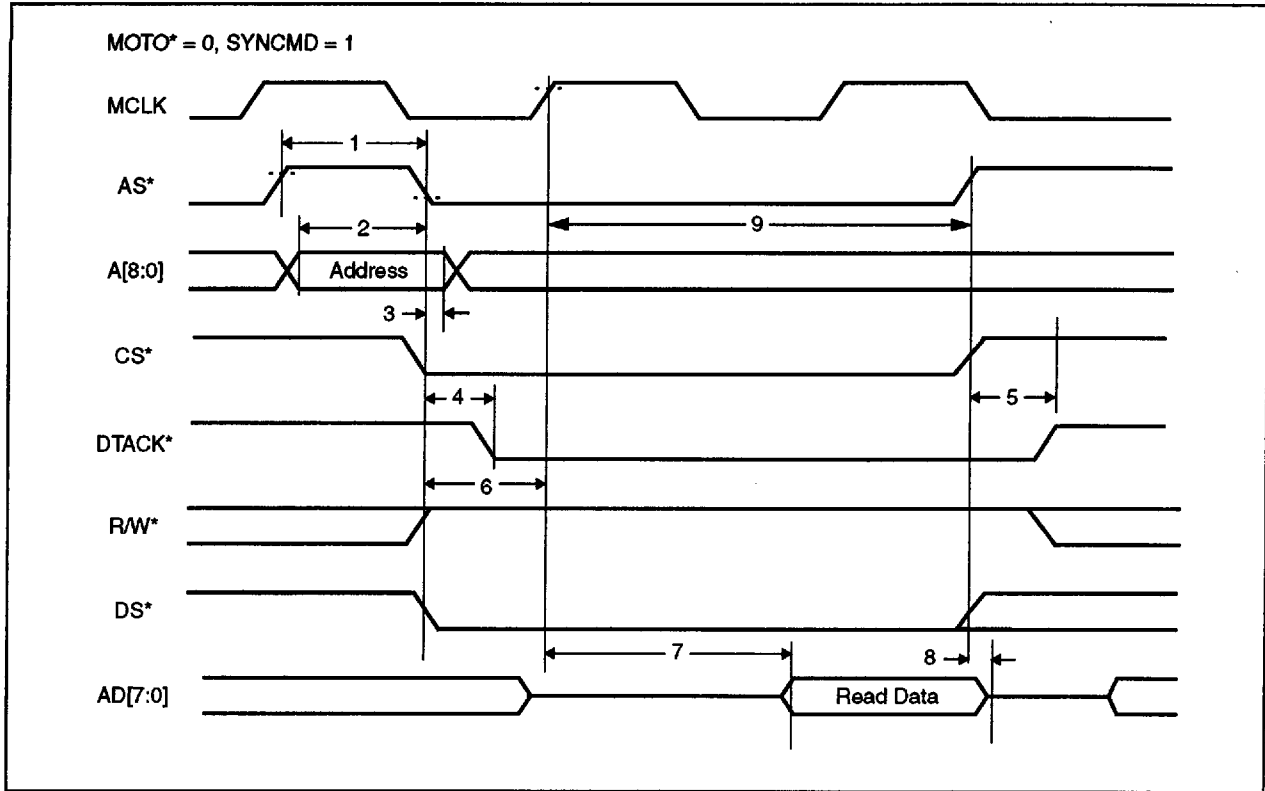 MOTO* = 0, SYNCMD = 1
MCLK
1
AS*
2
9
A[8:0]
Address
3
CS*
4
5
DTACK*
6
R/W*
DS*
7
8
AD[7:0]
Read Data